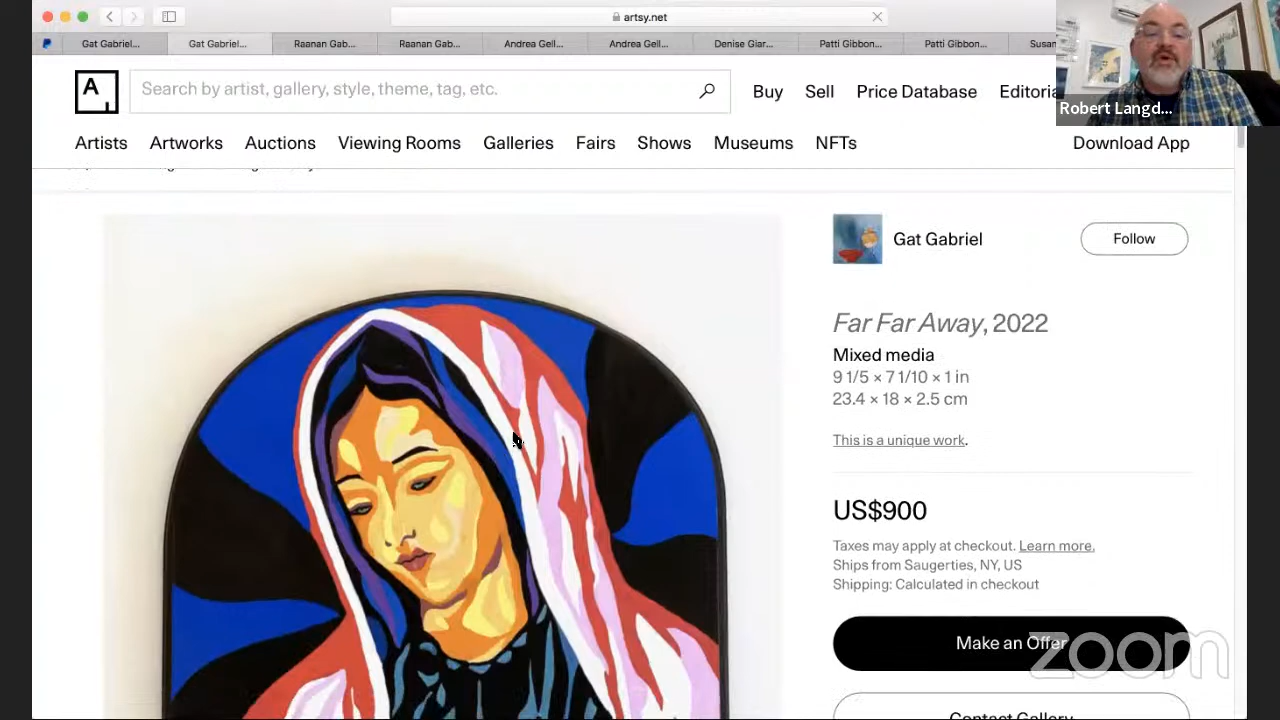 artsy.net
Gat Gabriel...
Gat Gabriel...
Raanan Gab...
Raanan Gab...
Andrea Gell...
Andrea Gell...
Denise Giar...
Patti Gibbon...
Patti Gibbon...
Susan
A
Search by artist, gallery, style, theme, tag, etc.
Buy
Sell
Price Database
Editoria
Robert Langd...
Artists
Artworks
Auctions
Viewing Rooms
Galleries
Fairs
Shows
Museums
NFTs
Download App
Gat Gabriel
Follow
Far Far Away, 2022
Mixed media
9 1/5 × 7 1/10 × 1 in
23.4 × 18 × 2.5 cm
This is a unique work.
US$900
Taxes may apply at checkout. Learn more.
Ships from Saugerties, NY, US
Shipping: Calculated in checkout
Make an Offer
zoom
Contact Gallery